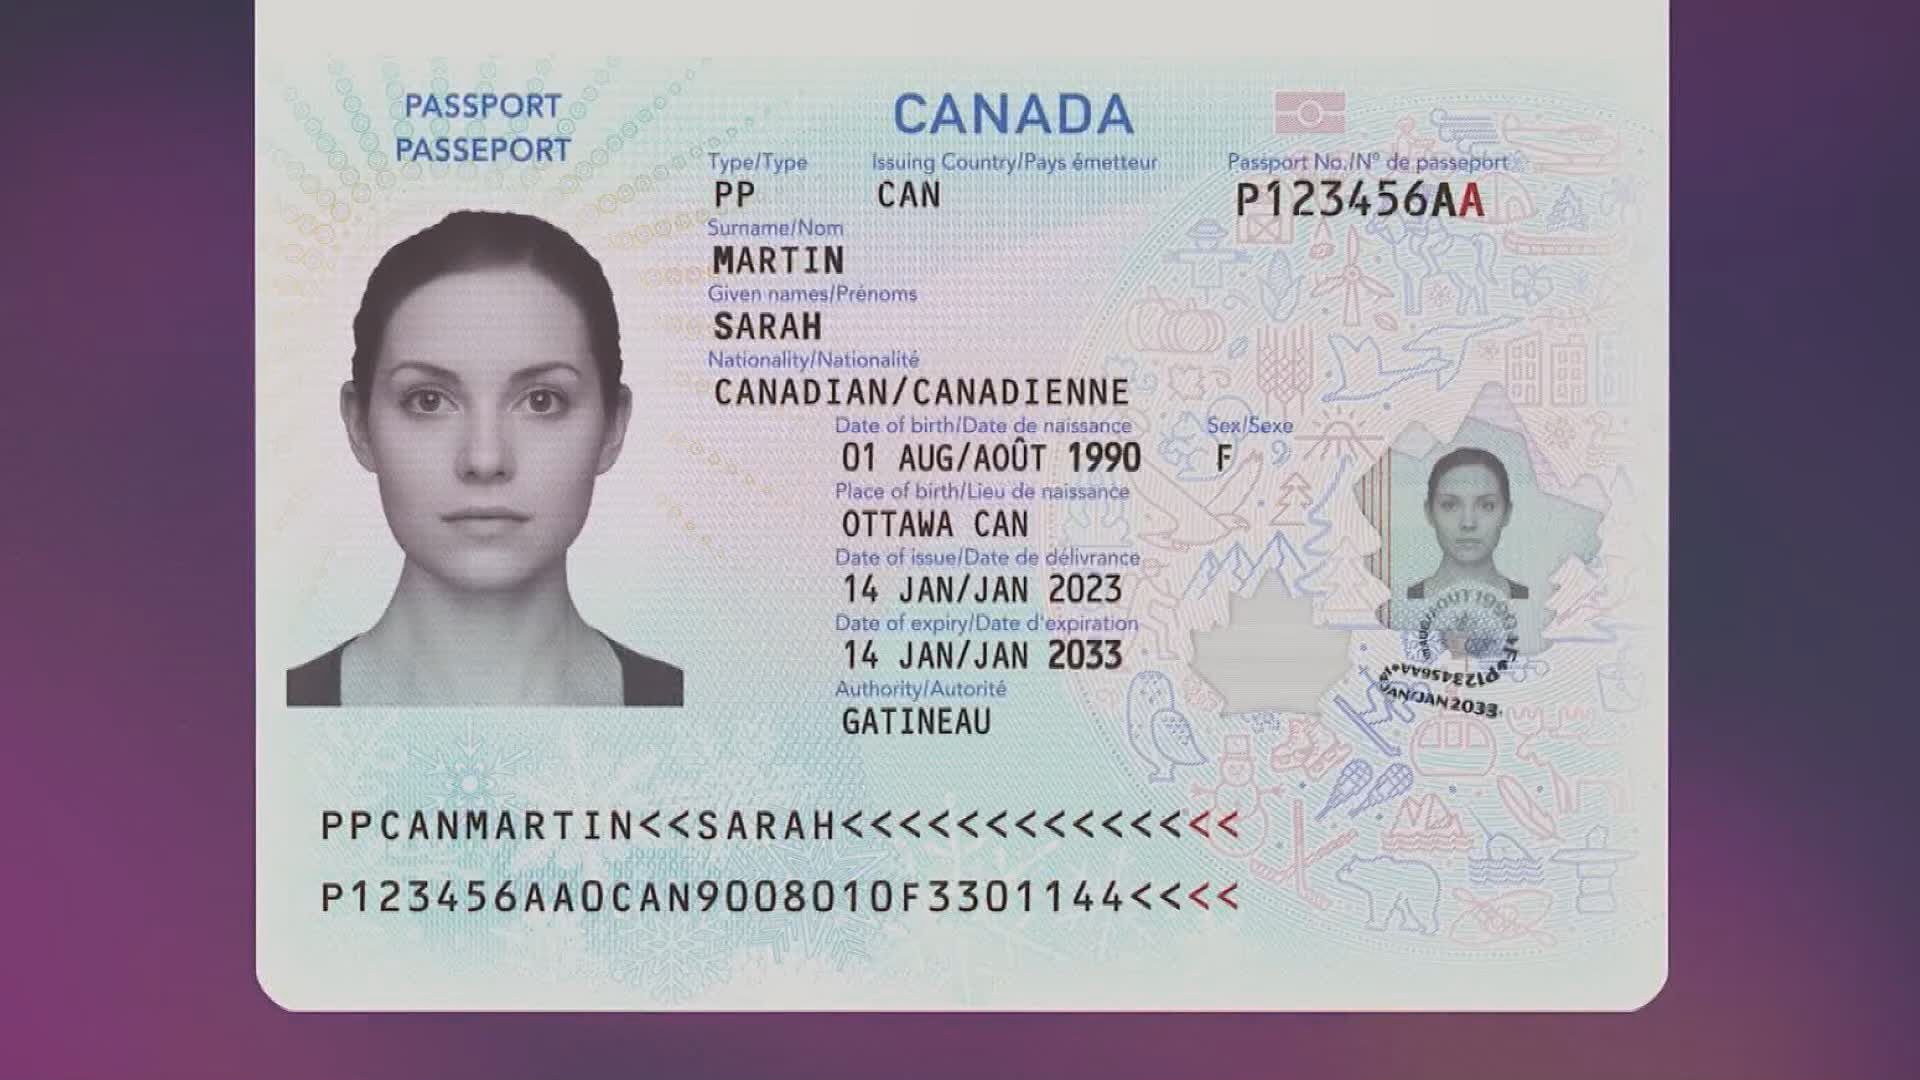 PASSPORT
PASSEPORT
CANADA
Type/Type
Issuing Country/Pays émetteur
Passport No./N° de passeport
PP
CAN
P123456AA
Surname/Nom
MARTIN
Given names/Prénoms
SARAH
Nationality/Nationalité
CANADIAN/CANADIENNE
Date of birth/Date de naissance
Sex/Sexe
01 AUG/AOÛT 1990
F
Place of birth/Lieu de naissance
OTTAWA CAN
Date of issue/Date de délivrance
14 JAN/JAN 2023
Date of expiry/Date d'expiration
14 JAN/JAN 2033
Authority/Autorité
GATINEAU
AUG/AOUT 1990
P123456AA
JAN/JAN 2033
PPCANMARTIN<<SARAH<<<<<<<<<<<<<<
P123456AA0CAN9008010F3301144<<<<